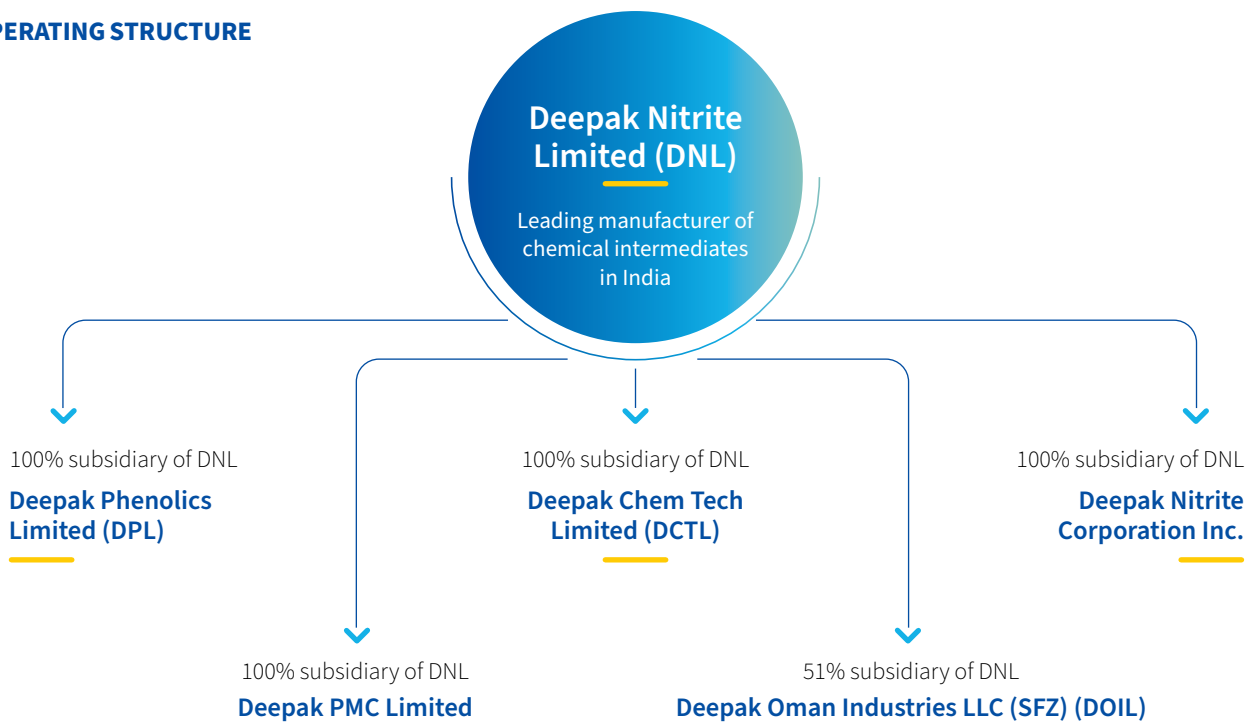 PERATING STRUCTURE
Deepak Nitrite
Limited (DNL)
Leading manufacturer of
chemical intermediates
in India
100% subsidiary of DNL
Deepak Phenolics
Limited (DPL)
100% subsidiary of DNL
Deepak Chem Tech
Limited (DCTL)
100% subsidiary of DNL
Deepak Nitrite
Corporation Inc.
100% subsidiary of DNL
Deepak PMC Limited
51% subsidiary of DNL
Deepak Oman Industries LLC (SFZ) (DOIL)